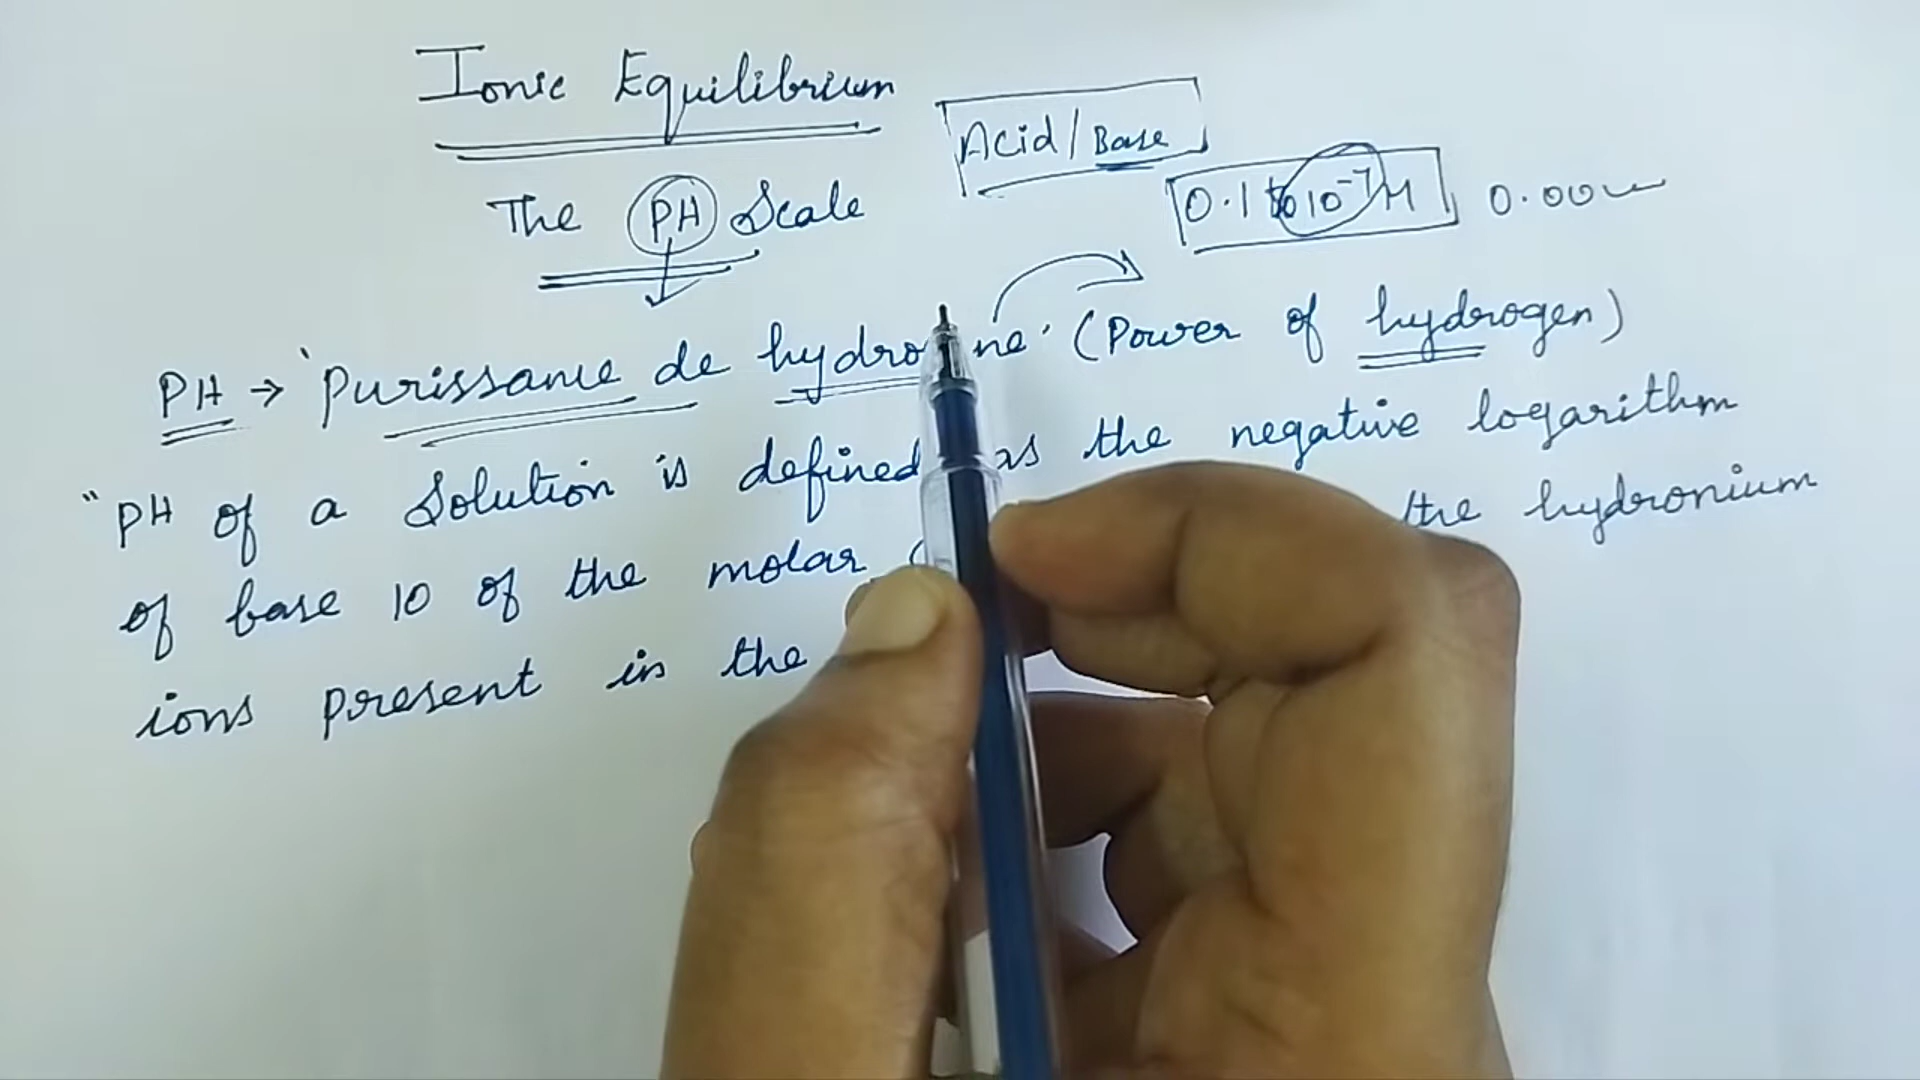 Ionic Equilibrium
Acid/Base
The PH Scale
0.1 to 10⁻⁷ M 0.00
PH → 'Purissance de hydro ne' (Power of hydrogen)
"PH of a Solution is defined as the negative logarithm
of base 10 of the molar the hydronium
ions present in the